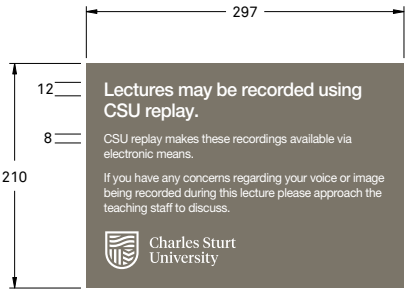 297
12
Lectures may be recorded using
CSU replay.
8
CSU replay makes these recordings available via
electronic means.
210
If you have any concerns regarding your voice or image
being recorded during this lecture please approach the
teaching staff to discuss.
Charles Sturt
University